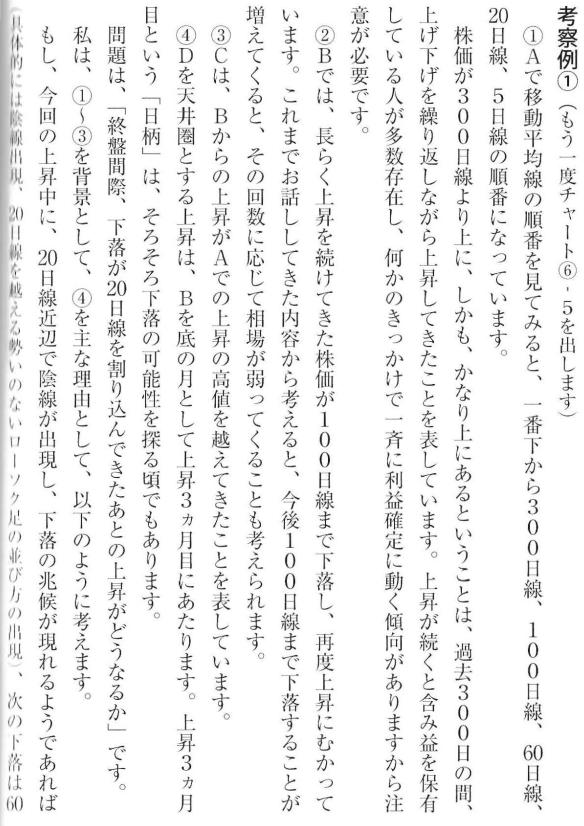 考察例①（もう一度チャート⑥-5を出します）
①Aで移動平均線の順番を見てみると、一番下から300日線、100日線、60日線、
20日線、5日線の順番になっています。
株価が300日線より上に、しかも、かなり上にあるということは、過去300日の間、
上げ下げを繰り返しながら上昇してきたことを表しています。上昇が続くと含み益を保有
している人が多数存在し、何かのきっかけで一斉に利益確定に動く傾向がありますから注
意が必要です。
②Bでは、長らく上昇を続けてきた株価が100日線まで下落し、再度上昇にむかって
います。これまでお話ししてきた内容から考えると、今後100日線まで下落することが
増えてくると、その回数に応じて相場が弱ってくることも考えられます。
③Cは、Bからの上昇がAでの上昇の高値を越えてきたことを表しています。
④Dを天井圏とする上昇は、Bを底の月として上昇3ヵ月目にあたります。上昇3ヵ月
目という「日柄」は、そろそろ下落の可能性を探る頃でもあります。
問題は、「終盤間際、下落が20日線を割り込んできたあとの上昇がどうなるか」です。
私は、①〜③を背景として、④を主な理由として、以下のように考えます。
もし、今回の上昇中に、20日線近辺で陰線が出現し、下落の兆候が現れるようであれば
（具体的には陰線出現、20日線を越える勢いのないローソク足の並び方の出現）、次の下落は60